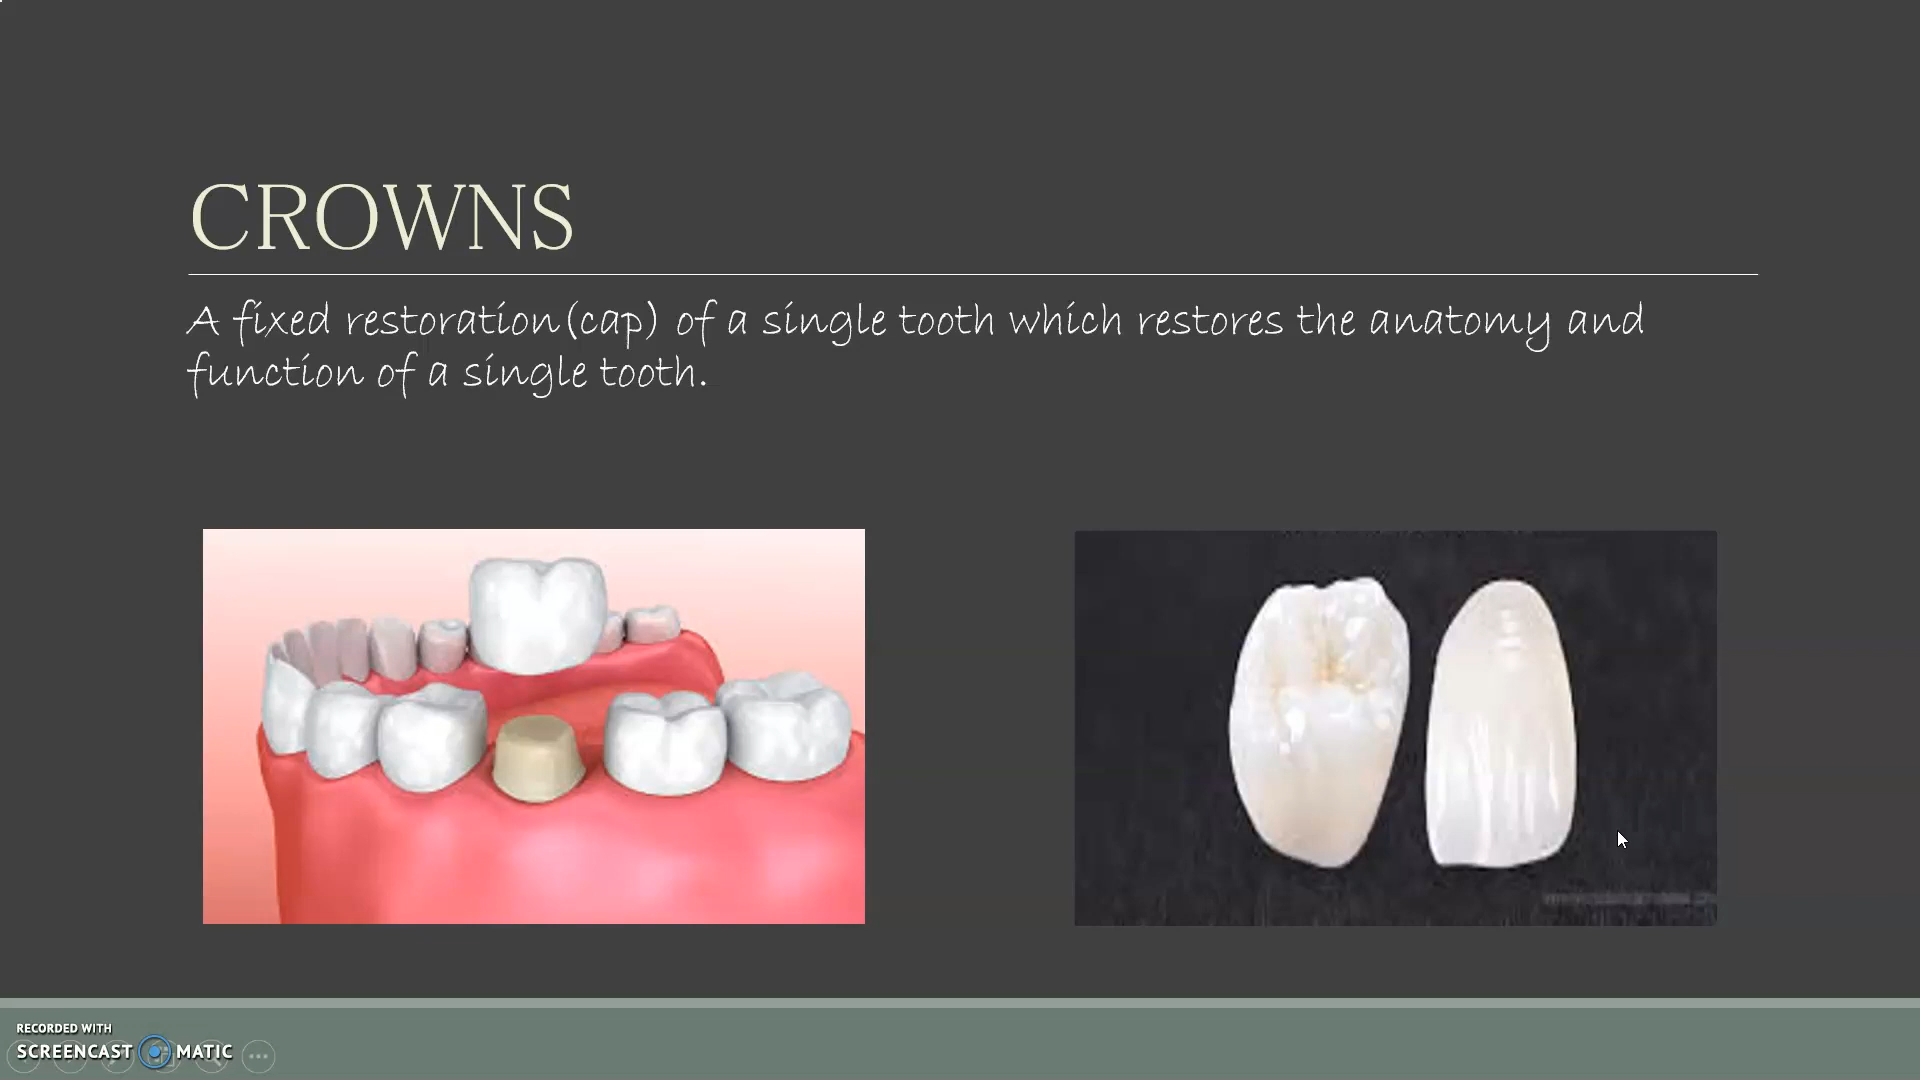 CROWNS
A fixed restoration(cap) of a single tooth which restores the anatomy and
function of a single tooth.
RECORDED WITH
SCREENCAST MATIC